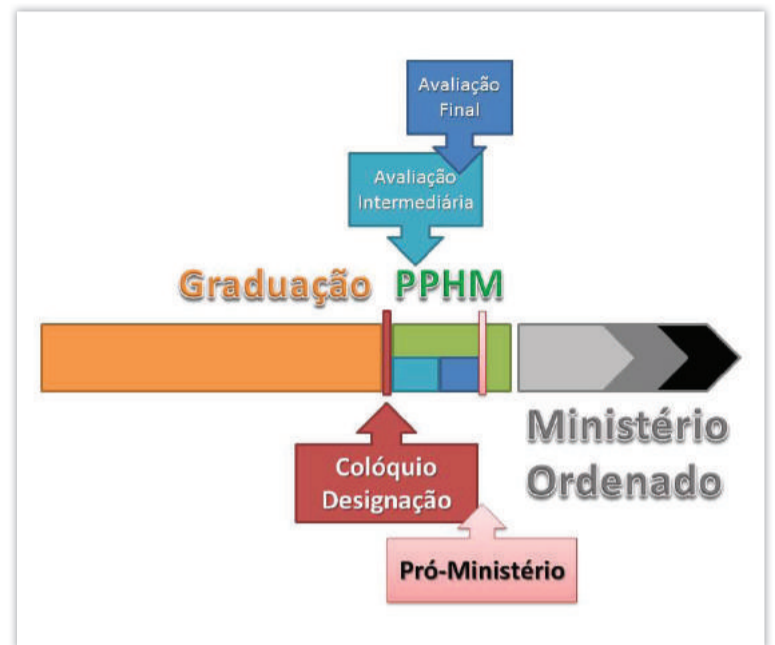 Avaliação
Final
Avaliação
Intermediária
Graduação PPHM
Ministério
Ordenado
Colóquio
Designação
Pró-Ministério